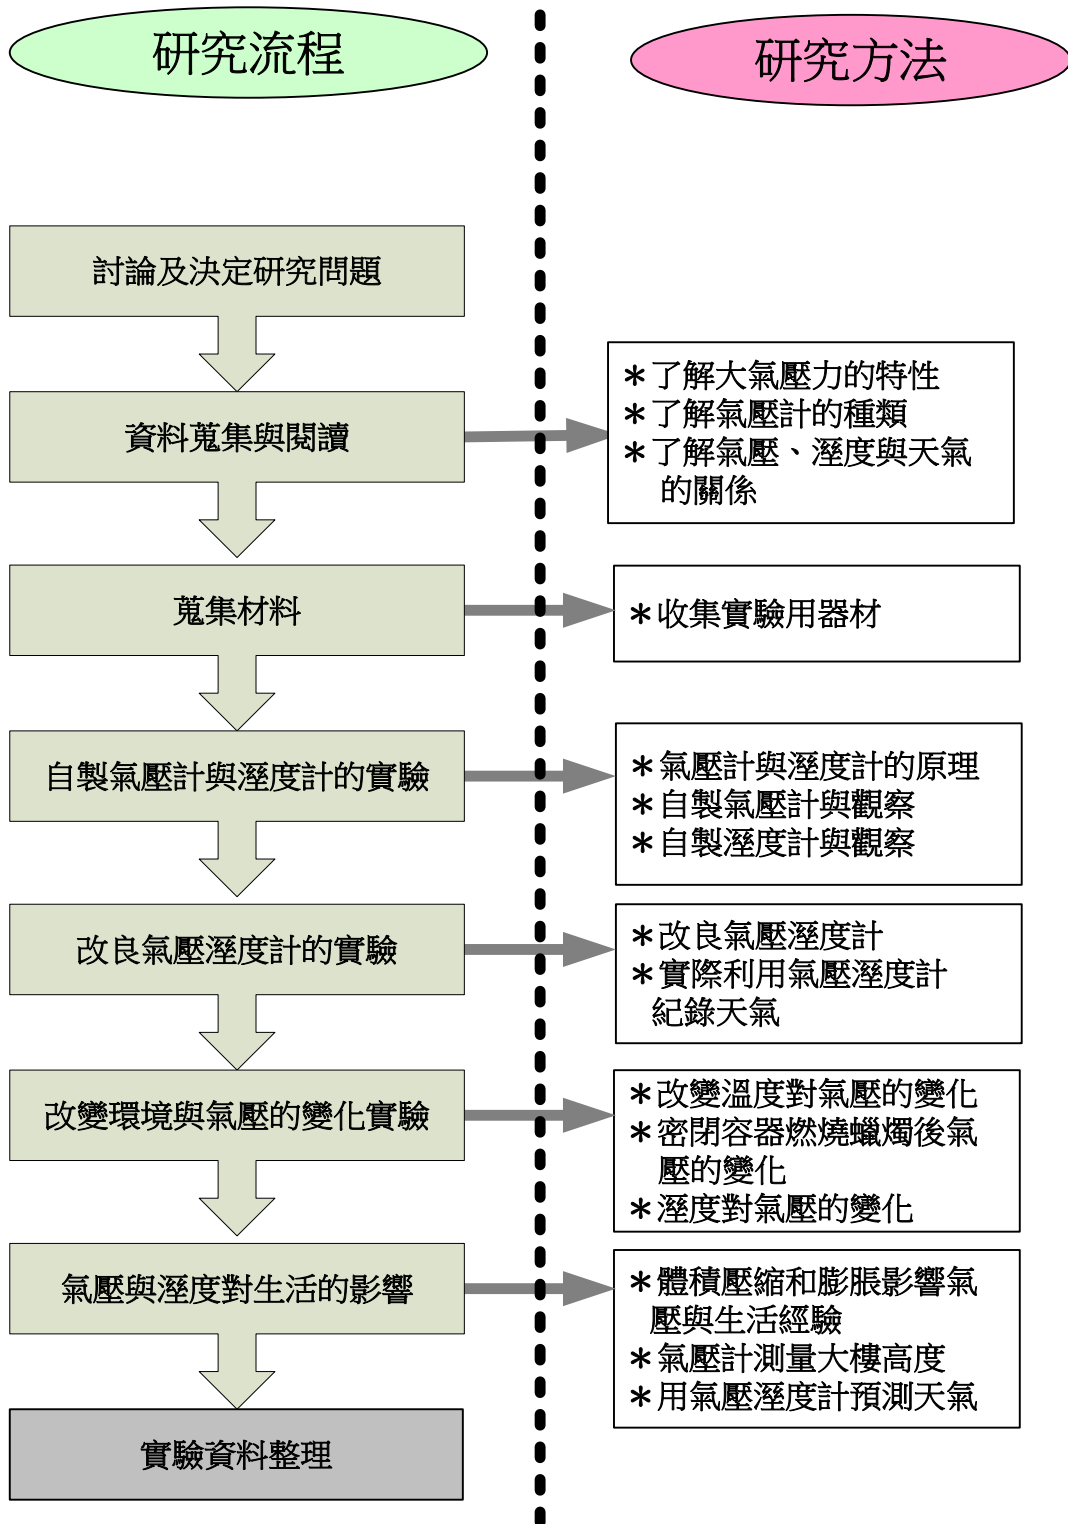 研究流程
研究方法
討論及決定研究問題
資料蒐集與閱讀
＊了解大氣壓力的特性
＊了解氣壓計的種類
＊了解氣壓、溼度與天氣
的關係
蒐集材料
＊收集實驗用器材
自製氣壓計與溼度計的實驗
＊氣壓計與溼度計的原理
＊自製氣壓計與觀察
＊自製溼度計與觀察
改良氣壓溼度計的實驗
＊改良氣壓溼度計
＊實際利用氣壓溼度計
紀錄天氣
改變環境與氣壓的變化實驗
＊改變溫度對氣壓的變化
＊密閉容器燃燒蠟燭後氣
壓的變化
＊溼度對氣壓的變化
氣壓與溼度對生活的影響
＊體積壓縮和膨脹影響氣
壓與生活經驗
＊氣壓計測量大樓高度
＊用氣壓溼度計預測天氣
實驗資料整理